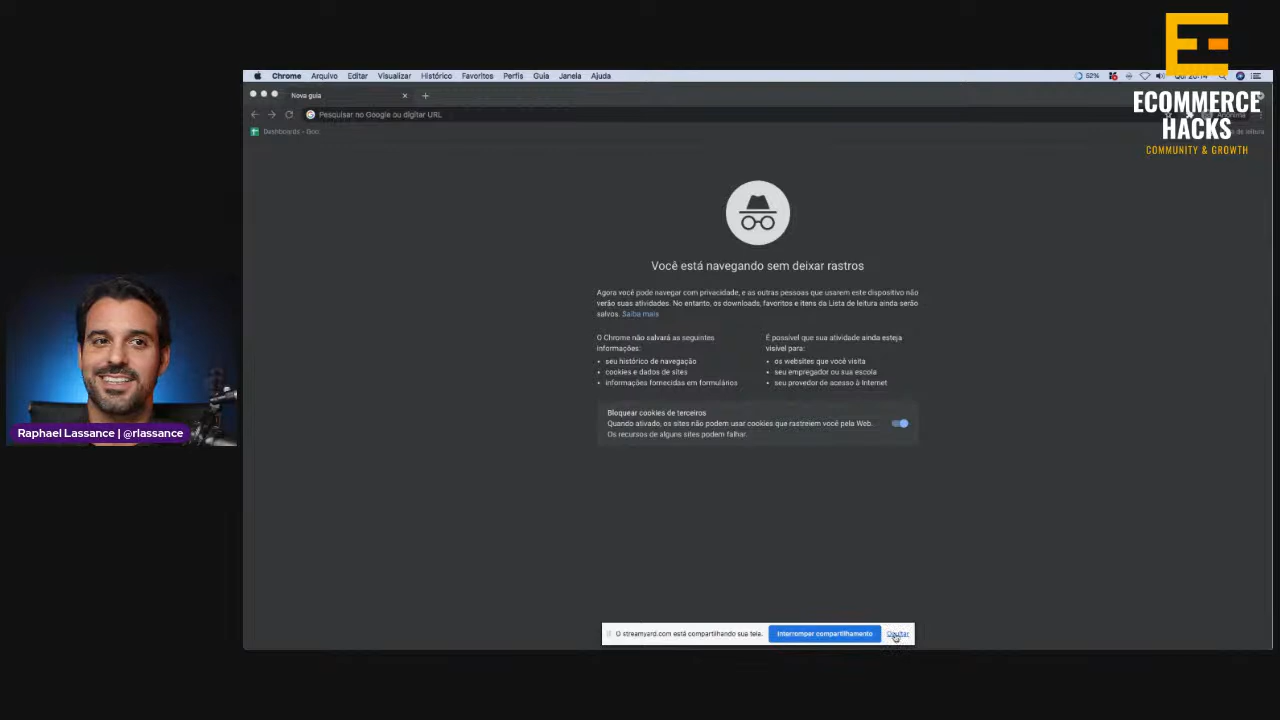 Chrome Arquivo Editar Visualizar Histórico Favoritos Perfis Guia Janela Ajuda
52%
Nova guia
Pesquisar no Google ou digitar URL
Dashboards - Goo
ECOMMERCE
HACKS
COMMUNITY & GROWTH
Você está navegando sem deixar rastros
Agora você pode navegar com privacidade, e as outras pessoas que usarem este dispositivo não
verão suas atividades. No entanto, os downloads, favoritos e itens da Lista de leitura ainda serão
salvos. Saiba mais
O Chrome não salvará as seguintes
informações:
• seu histórico de navegação
• cookies e dados de sites
• informações fornecidas em formulários
É possível que sua atividade ainda esteja
visível para:
• os websites que você visita
• seu empregador ou sua escola
• seu provedor de acesso à Internet
Bloquear cookies de terceiros
Quando ativado, os sites não podem usar cookies que rastreiem você pela Web.
Os recursos de alguns sites podem falhar.
Raphael Lassance | @rlassance
O streamyard.com está compartilhando sua tela. Interromper compartilhamento Ocultar